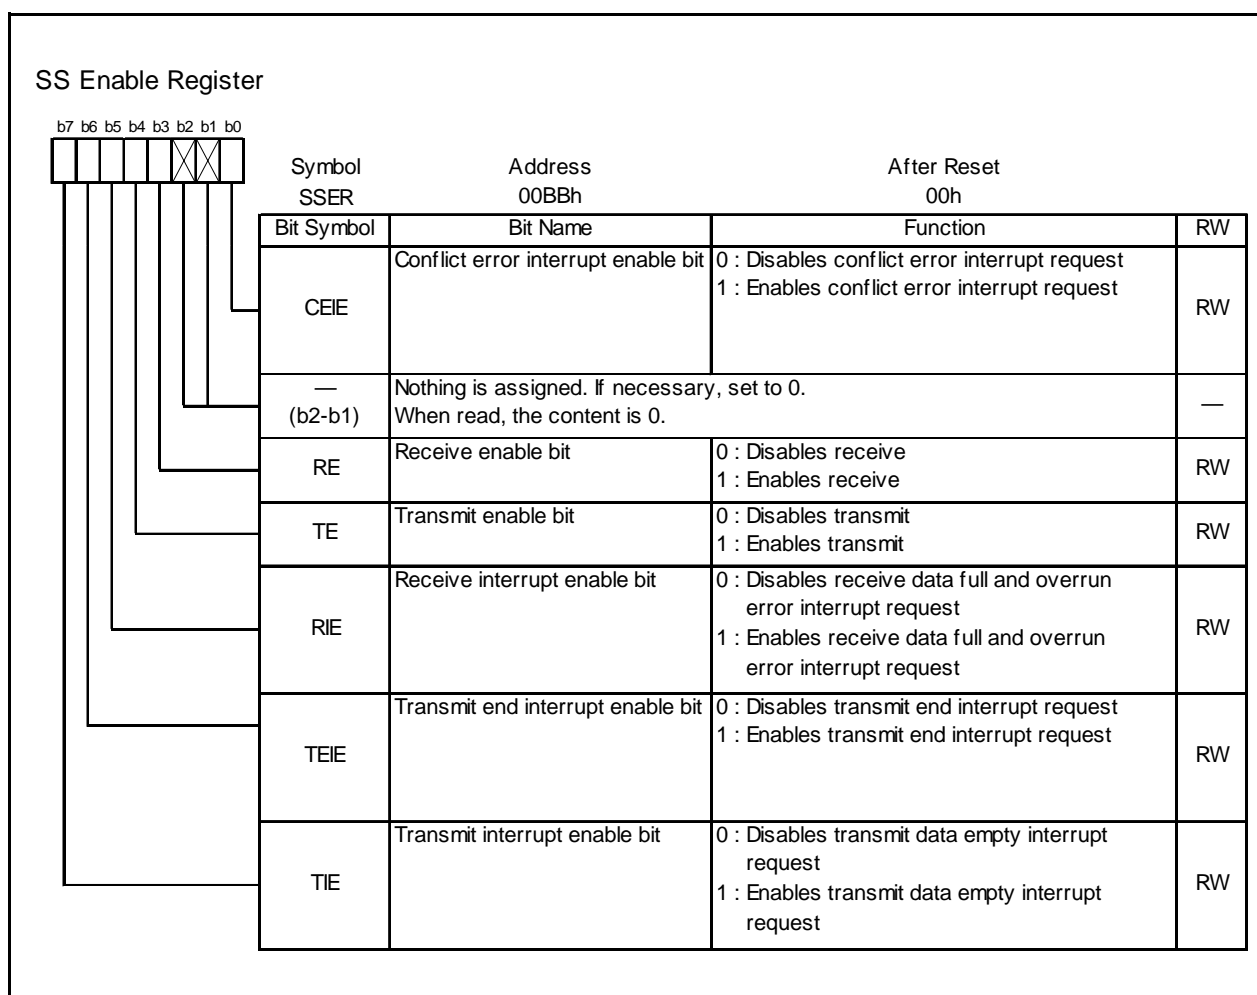 SS Enable Register
b7 b6 b5 b4 b3 b2 b1 b0
Symbol Address After Reset
SSER 00BBh 00h
Bit Symbol Bit Name Function RW
CEIE Conflict error interrupt enable bit 0 : Disables conflict error interrupt request
1 : Enables conflict error interrupt request RW
— (b2-b1) Nothing is assigned. If necessary, set to 0.
When read, the content is 0. —
RE Receive enable bit 0 : Disables receive
1 : Enables receive RW
TE Transmit enable bit 0 : Disables transmit
1 : Enables transmit RW
RIE Receive interrupt enable bit 0 : Disables receive data full and overrun
error interrupt request
1 : Enables receive data full and overrun
error interrupt request RW
TEIE Transmit end interrupt enable bit 0 : Disables transmit end interrupt request
1 : Enables transmit end interrupt request RW
TIE Transmit interrupt enable bit 0 : Disables transmit data empty interrupt
request
1 : Enables transmit data empty interrupt
request RW